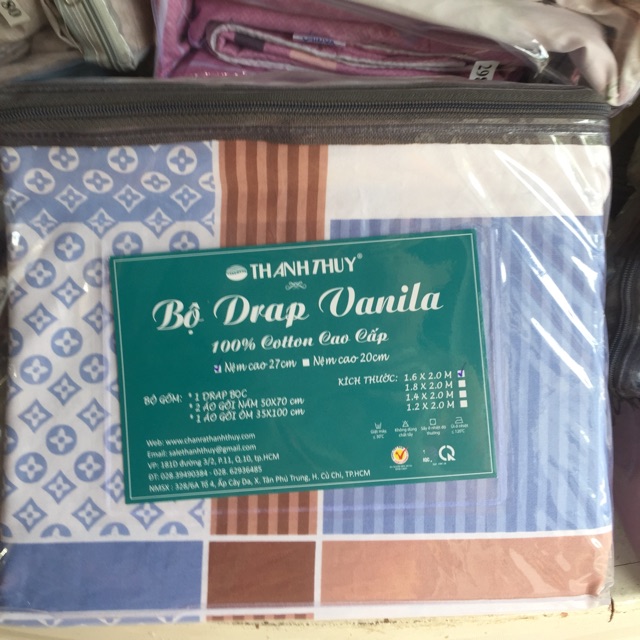 THANH THUY®
Bộ Drap Vanila
100% Cotton Cao Cấp
Nệm cao 27cm Nệm cao 20cm
KÍCH THƯỚC: 1.6 X 2.0 M
1.8 X 2.0 M
1.4 X 2.0 M
1.2 X 2.0 M
BỘ GỒM: * 1 DRAP BỌC
* 2 ÁO GỐI NẰM 50X70 cm
* 1 ÁO GỐI ÔM 35X100 cm
Web: www.chanrathanhthuy.com
Email: salethanhthuy@gmail.com
VP: 181D đường 3/2, P.11, Q.10, tp.HCM
ĐT: 028.39490384 - 028. 62936485
NMSX : 328/6A Tổ 4, Ấp Cây Da, X. Tân Phú Trung, H. Củ Chi, TP.HCM